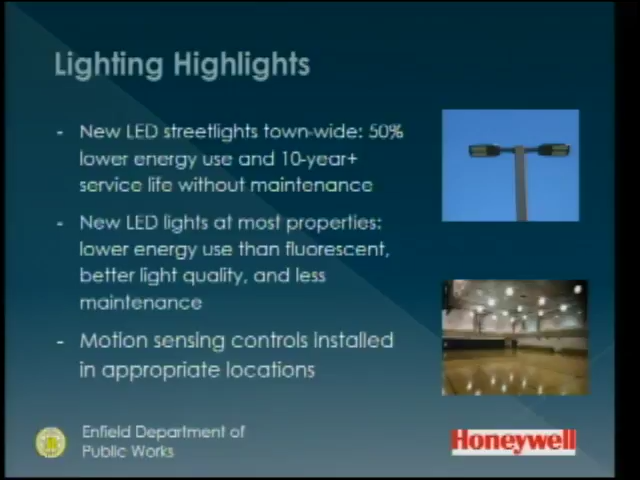 Lighting Highlights
- New LED streetlights town-wide: 50%
lower energy use and 10-year+
service life without maintenance
- New LED lights at most properties:
lower energy use than fluorescent,
better light quality, and less
maintenance
- Motion sensing controls installed
in appropriate locations
Enfield Department of
Public Works
Honeywell